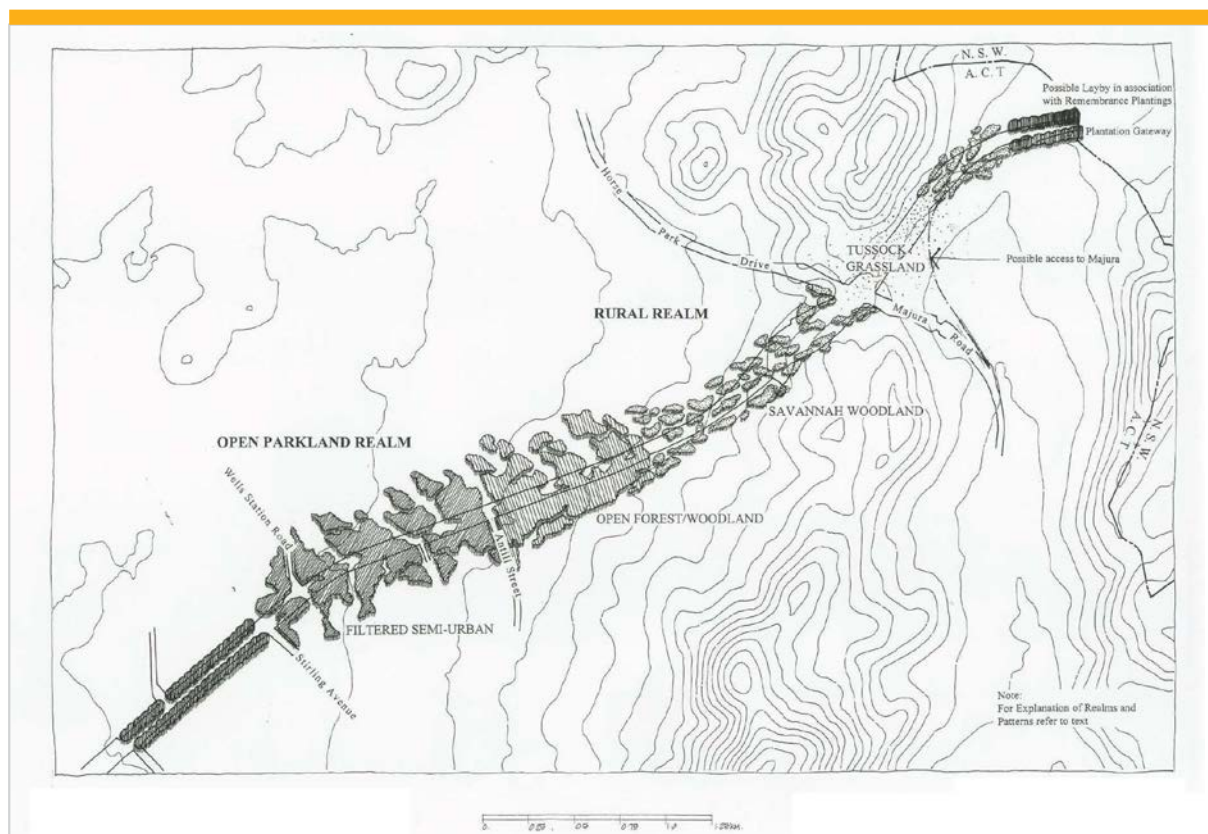 N. S. W.
A. C. T
Possible Layby in association
with Remembrance Plantings
Plantation Gateway
Horse Park Drive
TUSSOCK
GRASSLAND
Possible access to Majura
RURAL REALM
Majura Road
SAVANNAH WOODLAND
N.S.W.
A.C.T
OPEN PARKLAND REALM
Wells Station Road
OPEN FOREST/WOODLAND
Antill Street
FILTERED SEMI-URBAN
Stirling Avenue
Note:
For Explanation of Realms and
Patterns refer to text